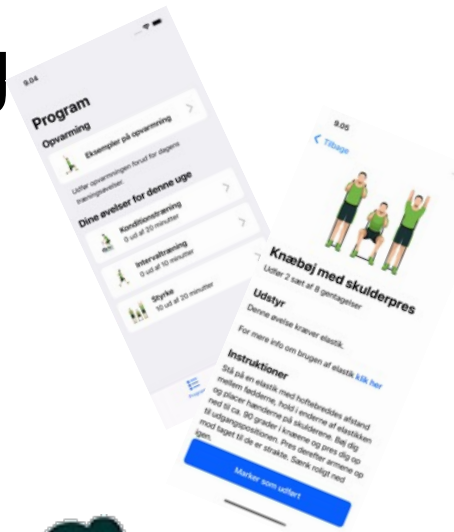 9.04
Program
Opvarmning
Eksempler på opvarmning
Udfør opvarmningen forud for dagens
træningsøvelser.
Dine øvelser for denne uge
Konditionstræning
0 ud af 20 minutter
Intervaltræning
0 ud af 10 minutter
Styrke
10 ud af 20 minutter
Program
9.05
Tilbage
Knæbøj med skulderpres
Udfør 2 sæt af 8 gentagelser
Udstyr
Denne øvelse kræver elastik.
For mere info om brugen af elastik klik her
Instruktioner
Stå på en elastik med hoftebreddes afstand
mellem fødderne, hold i enderne af elastikken
og placer hænderne på skulderene. Bøj dig
ned til ca. 90 grader i knæerne og pres dig op
til udgangspositionen. Pres derefter armene op
mod taget til de er strakte. Sænk roligt ned
igen.
Marker som udført